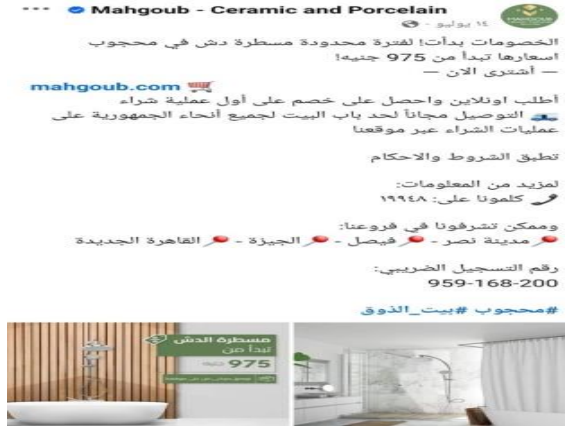 Mahgoub - Ceramic and Porcelain
١٤ يوليو
الخصومات بدأت! لفترة محدودة مسطرة دش في محجوب
اسعارها تبدأ من 975 جنيه!
— أشترى الان —
mahgoub.com
أطلب اونلاين واحصل على خصم على أول عملية شراء
التوصيل مجاناً لحد باب البيت لجميع أنحاء الجمهورية على
عمليات الشراء عبر موقعنا
تطبق الشروط والاحكام
لمزيد من المعلومات:
كلمونا على: ١٩٩٤٨
وممكن تشرفونا في فروعنا:
مدينة نصر - فيصل - الجيزة - القاهرة الجديدة
رقم التسجيل الضريبي:
959-168-200
#محجوب #بيت_الذوق
مسطرة الدش
تبدأ من
975 جنيه